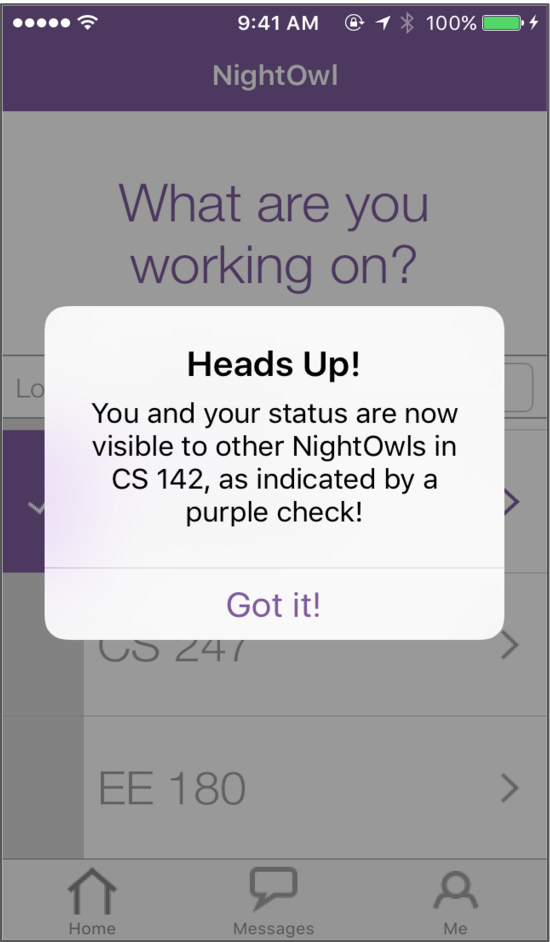 9:41 AM 100%
NightOwl
What are you
working on?
Heads Up!
Lo
You and your status are now
visible to other NightOwls in
CS 142, as indicated by a
purple check!
Got it!
CS 247
EE 180
Home Messages Me